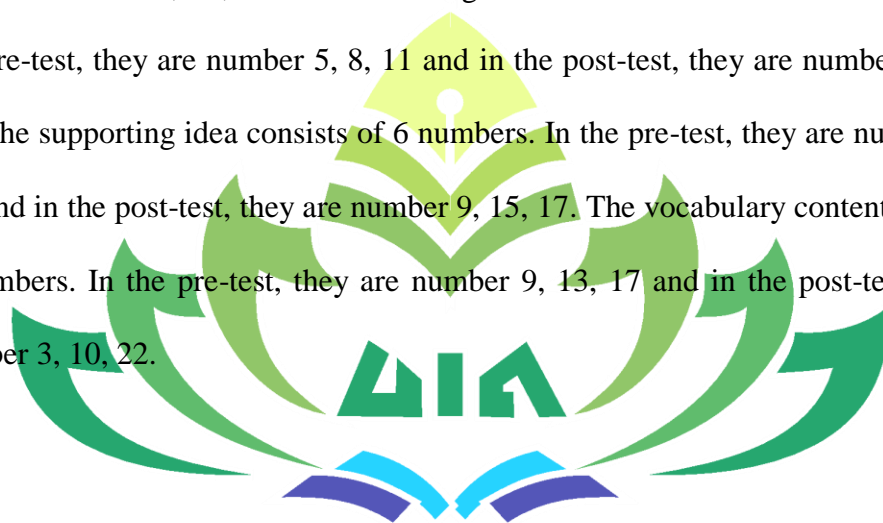 re-test, they are number 5, 8, 11 and in the post-test, they are numbe
he supporting idea consists of 6 numbers. In the pre-test, they are nu
nd in the post-test, they are number 9, 15, 17. The vocabulary content
mbers. In the pre-test, they are number 9, 13, 17 and in the post-te
er 3, 10, 22.
UIN